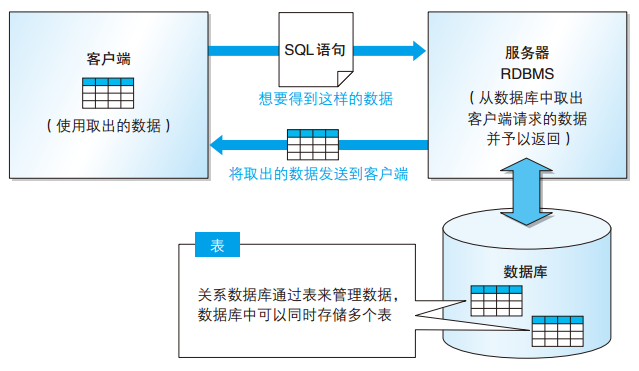 客户端
（使用取出的数据）
SQL 语句
想要得到这样的数据
将取出的数据发送到客户端
服务器
RDBMS
（从数据库中取出
客户端请求的数据
并予以返回）
数据库
表
关系数据库通过表来管理数据，
数据库中可以同时存储多个表